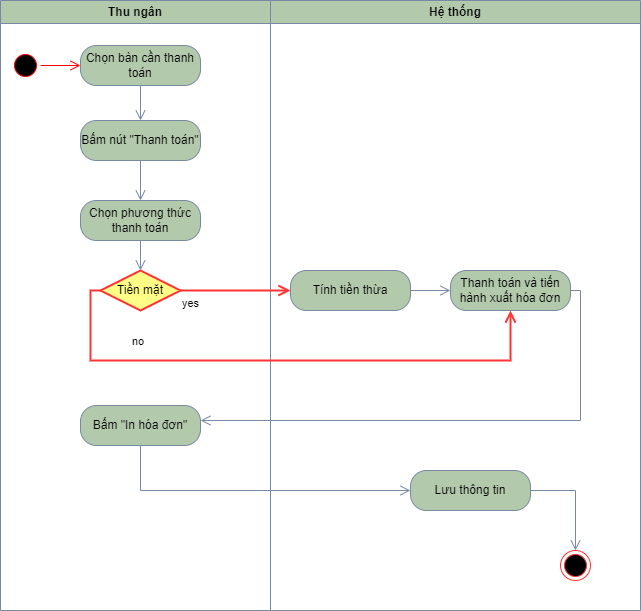 Thu ngân
Hệ thống
Chọn bàn cần thanh
toán
Bấm nút "Thanh toán"
Chọn phương thức
thanh toán
Tiền mặt
yes
Tính tiền thừa
Thanh toán và tiến
hành xuất hóa đơn
no
Bấm "In hóa đơn"
Lưu thông tin